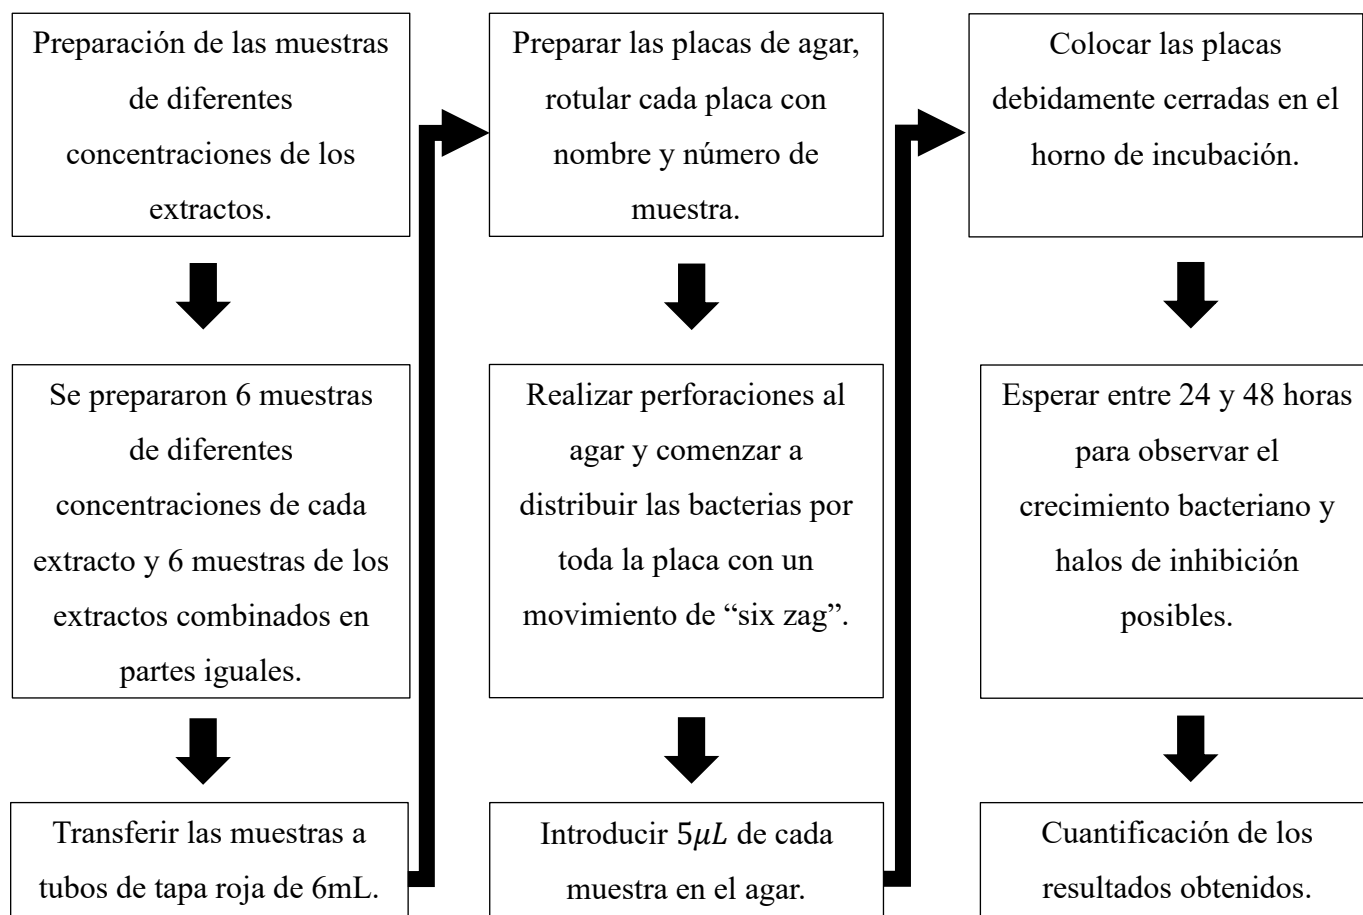 Preparación de las muestras
de diferentes
concentraciones de los
extractos.
Se prepararon 6 muestras
de diferentes
concentraciones de cada
extracto y 6 muestras de los
extractos combinados en
partes iguales.
Transferir las muestras a
tubos de tapa roja de 6mL.
Preparar las placas de agar,
rotular cada placa con
nombre y número de
muestra.
Realizar perforaciones al
agar y comenzar a
distribuir las bacterias por
toda la placa con un
movimiento de “six zag”.
Introducir 5μL de cada
muestra en el agar.
Colocar las placas
debidamente cerradas en el
horno de incubación.
Esperar entre 24 y 48 horas
para observar el
crecimiento bacteriano y
halos de inhibición
posibles.
Cuantificación de los
resultados obtenidos.